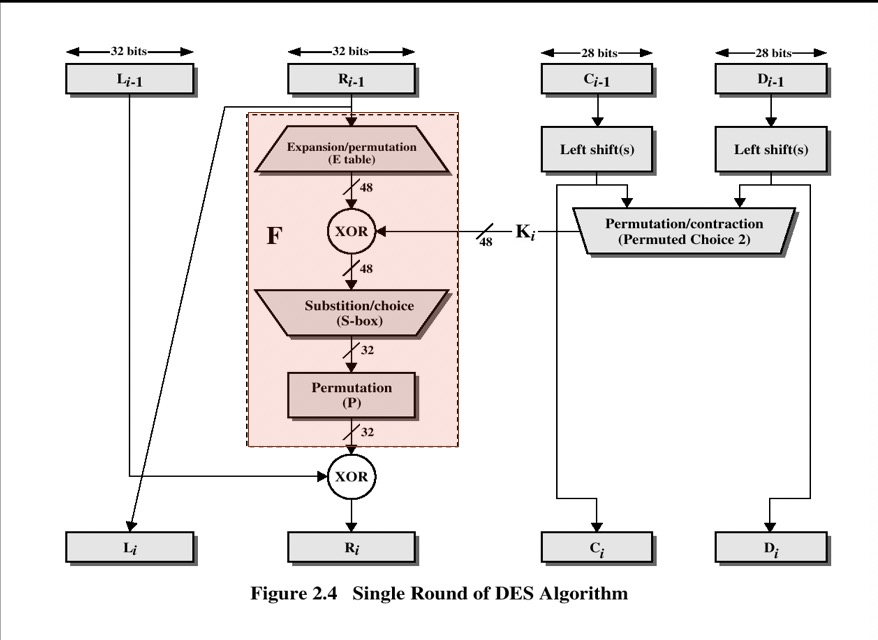 32 bits
32 bits
28 bits
28 bits
Li-1
Ri-1
Ci-1
Di-1
Expansion/permutation
(E table)
Left shift(s)
Left shift(s)
48
F
XOR
48
Ki
Permutation/contraction
(Permuted Choice 2)
48
Substition/choice
(S-box)
32
Permutation
(P)
32
XOR
Li
Ri
Ci
Di
Figure 2.4 Single Round of DES Algorithm